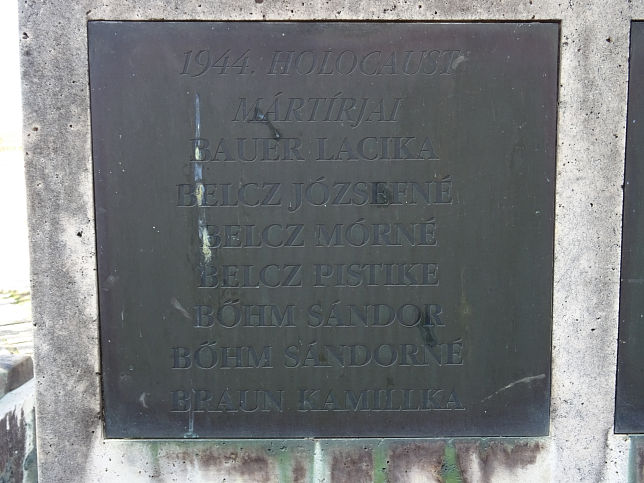 1944. HOLOCAUST
MÁRTÍRJAI
BAUER LACIKA
BELCZ JÓZSEFNÉ
BELCZ MÓRNÉ
BELCZ PISTIKE
BŐHM SÁNDOR
BŐHM SÁNDORNÉ
BRAUN KAMILLKA